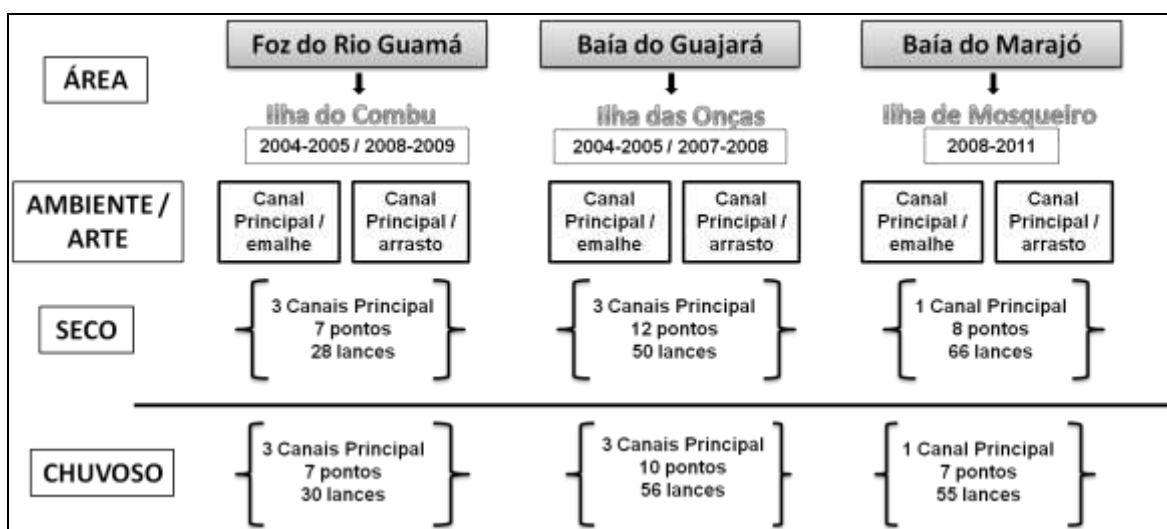 ÁREA
Foz do Rio Guamá
Baía do Guajará
Baía do Marajó
Ilha do Combu
Ilha das Onças
Ilha de Mosqueiro
2004-2005 / 2008-2009
2004-2005 / 2007-2008
2008-2011
AMBIENTE /
ARTE
Canal
Principal /
emalhe
Canal
Principal /
arrasto
Canal
Principal /
emalhe
Canal
Principal /
arrasto
Canal
Principal /
emalhe
Canal
Principal /
arrasto
SECO
3 Canais Principal
7 pontos
28 lances
3 Canais Principal
12 pontos
50 lances
1 Canal Principal
8 pontos
66 lances
CHUVOSO
3 Canais Principal
7 pontos
30 lances
3 Canais Principal
10 pontos
56 lances
1 Canal Principal
7 pontos
55 lances